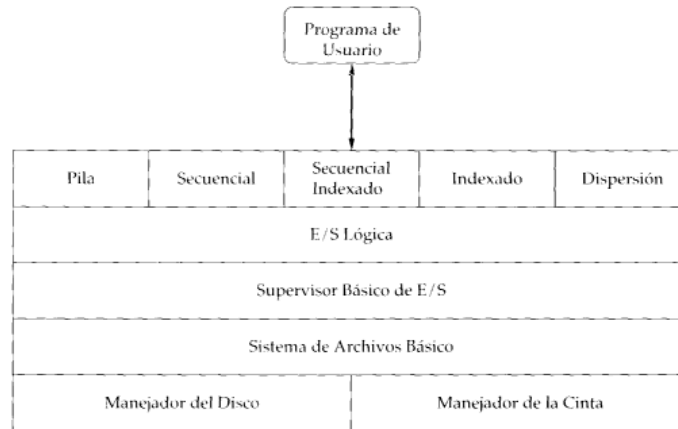 Programa de
Usuario
Pila
Secuencial
Secuencial
Indexado
Indexado
Dispersión
E/S Lógica
Supervisor Básico de E/S
Sistema de Archivos Básico
Manejador del Disco
Manejador de la Cinta